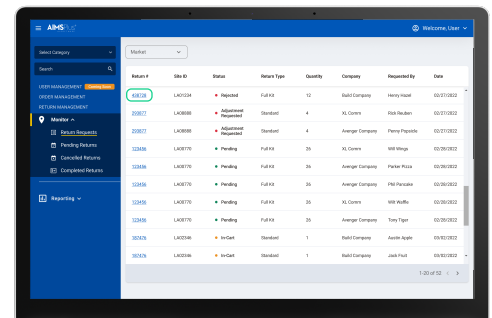 AIMSPlus
Welcome, User
Select Category
Search
USER MANAGEMENT Coming Soon
ORDER MANAGEMENT
RETURN MANAGEMENT
Monitor
Return Requests
Pending Returns
Cancelled Returns
Completed Returns
Reporting
Market
Return # Site ID Status Return Type Quantity Company Requested By Date
438728 LA01234 Rejected Full Kit 12 Build Company Henry Hazel 02/27/2022
293877 LA08888 Adjustment Requested Standard 4 XL Comm Rick Reuben 02/27/2022
293877 LA08888 Adjustment Requested Standard 4 Avenger Company Penny Popsicle 02/27/2022
123456 LA00770 Pending Full Kit 26 XL Comm Will Wings 02/28/2022
123456 LA00770 Pending Full Kit 26 Avenger Company Parker Pizza 02/28/2022
123456 LA00770 Pending Full Kit 26 Avenger Company Phil Pancake 02/28/2022
123456 LA00770 Pending Full Kit 26 XL Comm Will Waffle 02/28/2022
123456 LA00770 Pending Full Kit 26 Avenger Company Tony Tiger 02/28/2022
187476 LA02346 In-Cart Standard 1 Build Company Austin Apple 03/02/2022
187476 LA02346 In-Cart Standard 1 Build Company Jack Fruit 03/02/2022
1-20 of 52